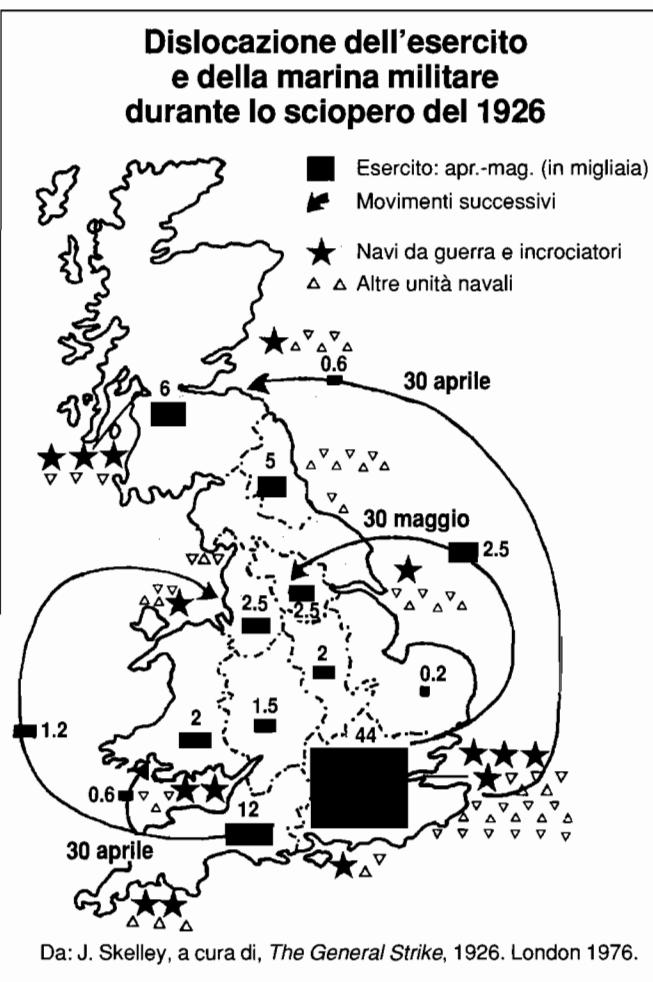 Dislocazione dell'esercito
e della marina militare
durante lo sciopero del 1926
Esercito: apr.-mag. (in migliaia)
Movimenti successivi
Navi da guerra e incrociatori
Altre unità navali
0.6
30 aprile
6
5
30 maggio
2.5
2.5
2.5
2
0.2
1.5
2
44
1.2
0.6
12
30 aprile
Da: J. Skelley, a cura di, The General Strike, 1926. London 1976.